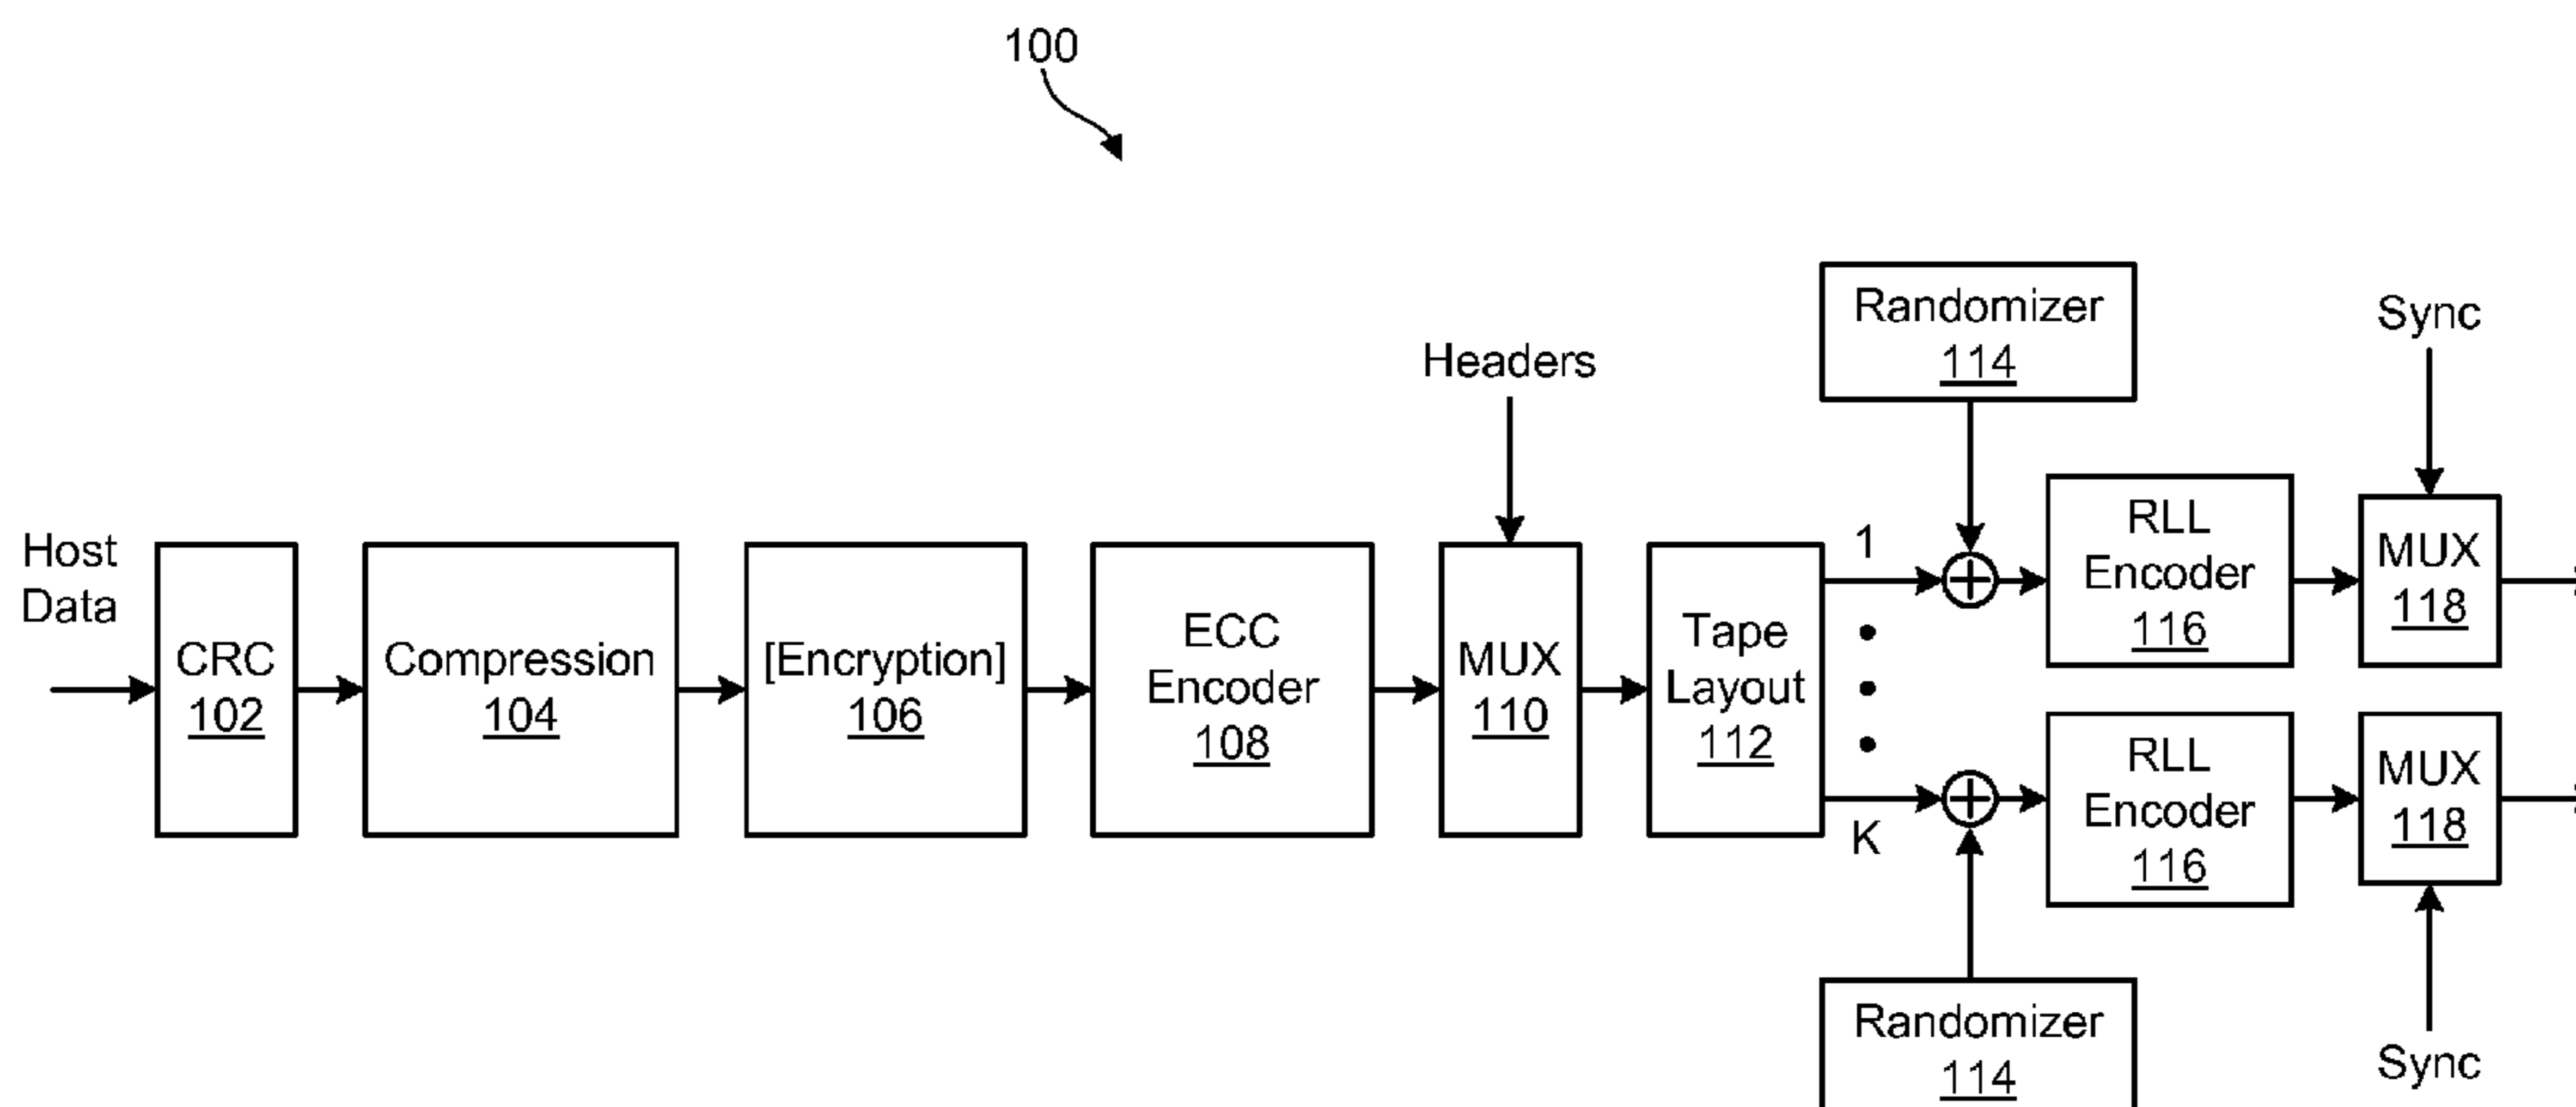 100
Host
Data
CRC
102
Compression
104
[Encryption]
106
ECC
Encoder
108
Headers
MUX
110
Tape
Layout
112
1
K
Randomizer
114
RLL
Encoder
116
Sync
MUX
118
RLL
Encoder
116
MUX
118
Randomizer
114
Sync